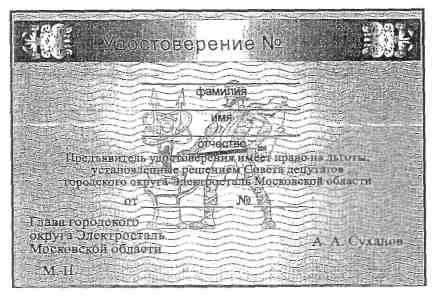 Удостоверение №
фамилия
имя
отчество
Предъявитель удостоверения имеет право на льготы,
установленные решением Совета депутатов
городского округа Электросталь Московской области
от №
Глава городского
округа Электросталь
Московской области
А. А. Суханов
М. П.